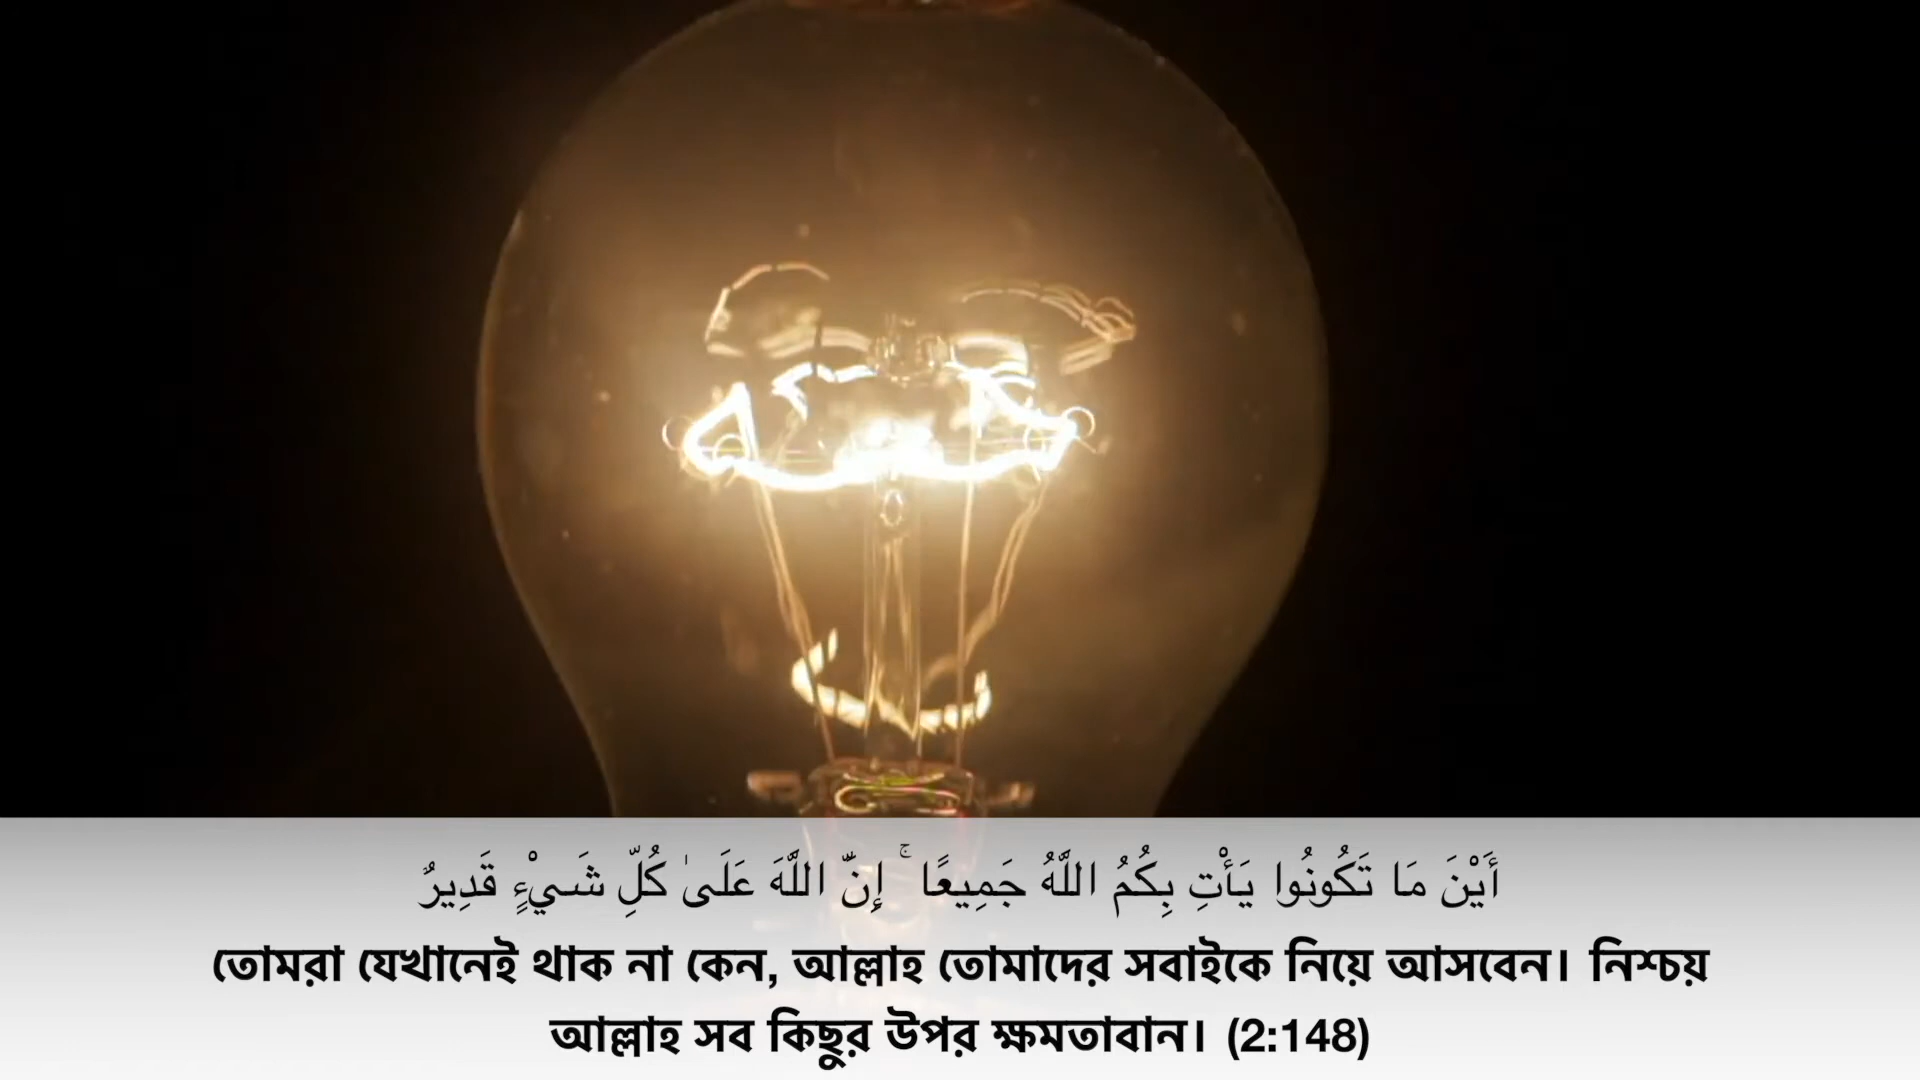 أَيْنَ مَا تَكُونُوا يَأْتِ بِكُمُ اللَّهُ جَمِيعًا ۚ إِنَّ اللَّهَ عَلَىٰ كُلِّ شَيْءٍ قَدِيرٌ
তোমরা যেখানেই থাক না কেন, আল্লাহ তোমাদের সবাইকে নিয়ে আসবেন। নিশ্চয়
আল্লাহ সব কিছুর উপর ক্ষমতাবান। (2:148)